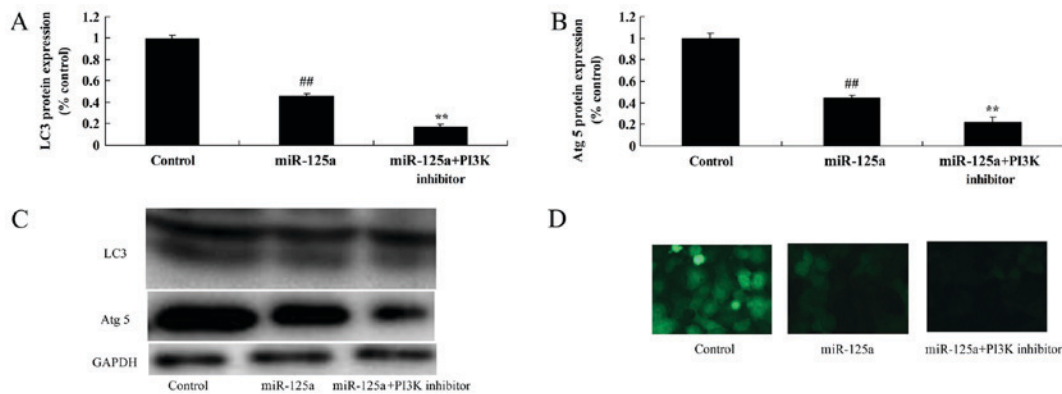 A
LC3 protein expression
(% control)
1.2
1
0.8
0.6
0.4
0.2
0
##
**
Control
miR-125a
miR-125a+PI3K
inhibitor
B
Atg 5 protein expression
(% control)
1.2
1
0.8
0.6
0.4
0.2
0
##
**
Control
miR-125a
miR-125a+PI3K
inhibitor
C
LC3
Atg 5
GAPDH
Control
miR-125a
miR-125a+PI3K inhibitor
D
Control
miR-125a
miR-125a+PI3K inhibitor